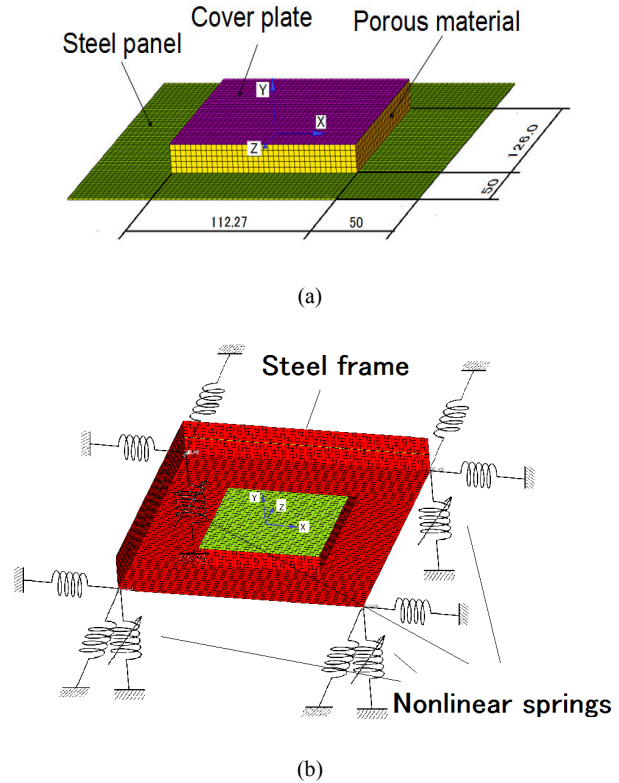 Cover plate
Steel panel
Porous material
Y
X
Z
126.0
50
112.27
50
(a)
Steel frame
Y
Z
X
Nonlinear springs
(b)